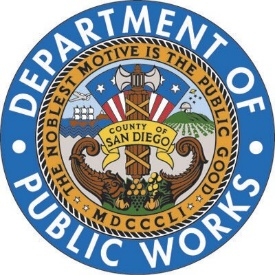 DEPARTMENT OF
PUBLIC WORKS
THE NOBLEST MOTIVE IS THE PUBLIC GOOD
COUNTY OF
SAN DIEGO
MDCCCLI